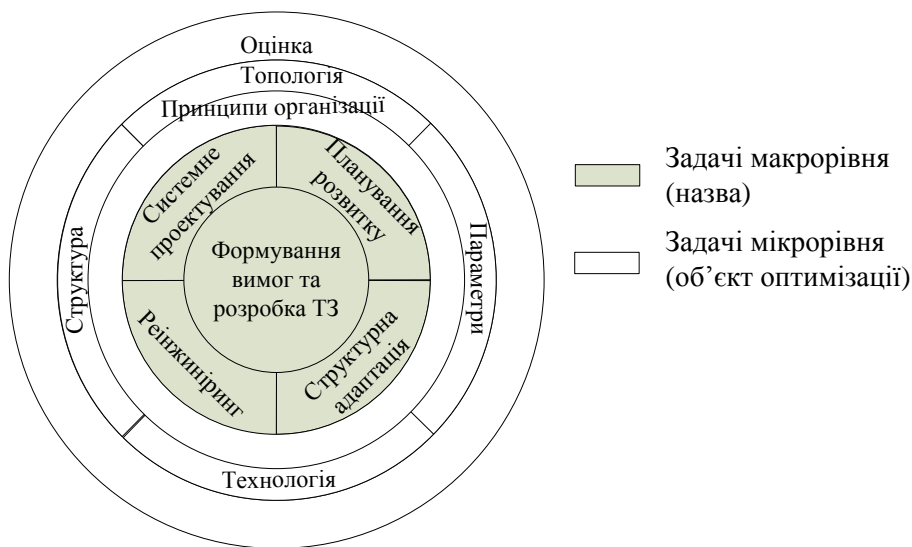 Оцінка
Топологія
Принципи організації
Системне
проектування
Планування
розвитку
Структура
Формування
вимог та
розробка ТЗ
Параметри
Реінжиніринг
Структурна
адаптація
Технологія
Задачі макрорівня
(назва)
Задачі мікрорівня
(об’єкт оптимізації)